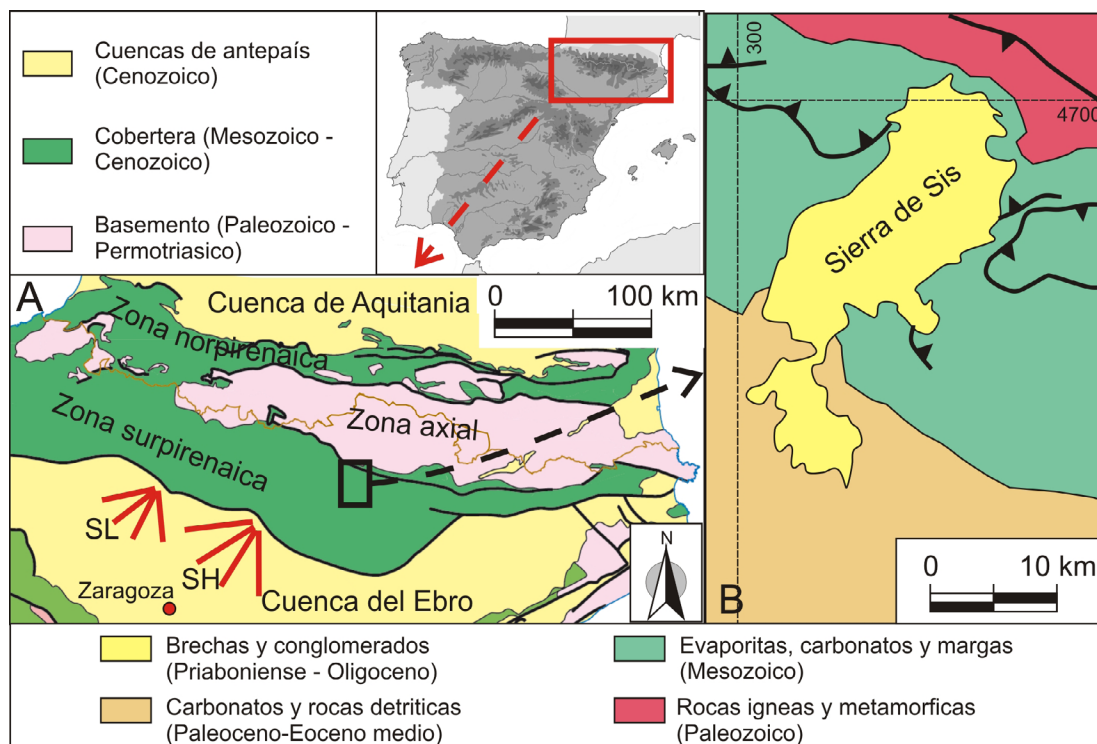 Cuencas de antepaís
(Cenozoico)
Cobertera (Mesozoico -
Cenozoico)
Basemento (Paleozoico -
Permotriasico)
A
Cuenca de Aquitania
0 100 km
Zona norpirenaica
Zona axial
Zona surpirenaica
SL
SH
Zaragoza
Cuenca del Ebro
N
300
4700
Sierra de Sis
0 10 km
B
Brechas y conglomerados
(Priaboniense - Oligoceno)
Carbonatos y rocas detriticas
(Paleoceno-Eoceno medio)
Evaporitas, carbonatos y margas
(Mesozoico)
Rocas igneas y metamorficas
(Paleozoico)